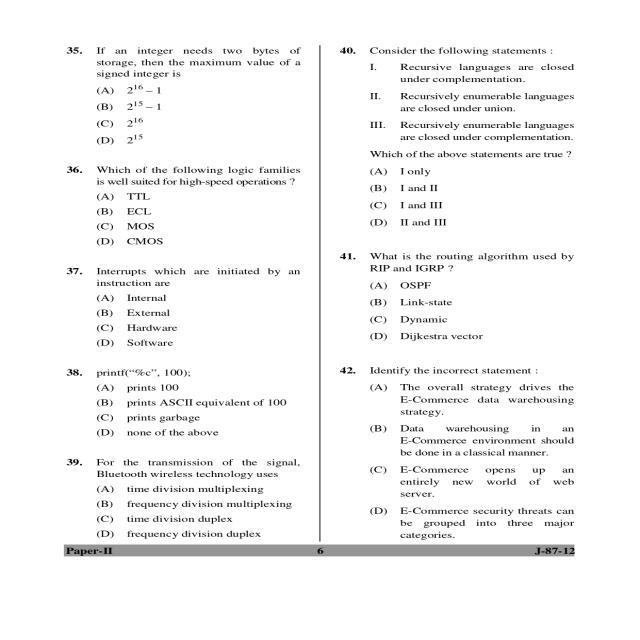 35. If an integer needs two bytes of
storage, then the maximum value of a
signed integer is
(A) 2¹⁶ – 1
(B) 2¹⁵ – 1
(C) 2¹⁶
(D) 2¹⁵
36. Which of the following logic families
is well suited for high-speed operations ?
(A) TTL
(B) ECL
(C) MOS
(D) CMOS
37. Interrupts which are initiated by an
instruction are
(A) Internal
(B) External
(C) Hardware
(D) Software
38. printf(“%c”, 100);
(A) prints 100
(B) prints ASCII equivalent of 100
(C) prints garbage
(D) none of the above
39. For the transmission of the signal,
Bluetooth wireless technology uses
(A) time division multiplexing
(B) frequency division multiplexing
(C) time division duplex
(D) frequency division duplex
40. Consider the following statements :
I. Recursive languages are closed
under complementation.
II. Recursively enumerable languages
are closed under union.
III. Recursively enumerable languages
are closed under complementation.
Which of the above statements are true ?
(A) I only
(B) I and II
(C) I and III
(D) II and III
41. What is the routing algorithm used by
RIP and IGRP ?
(A) OSPF
(B) Link-state
(C) Dynamic
(D) Dijkestra vector
42. Identify the incorrect statement :
(A) The overall strategy drives the
E-Commerce data warehousing
strategy.
(B) Data warehousing in an
E-Commerce environment should
be done in a classical manner.
(C) E-Commerce opens up an
entirely new world of web
server.
(D) E-Commerce security threats can
be grouped into three major
categories.
Paper-II 6 J-87-12